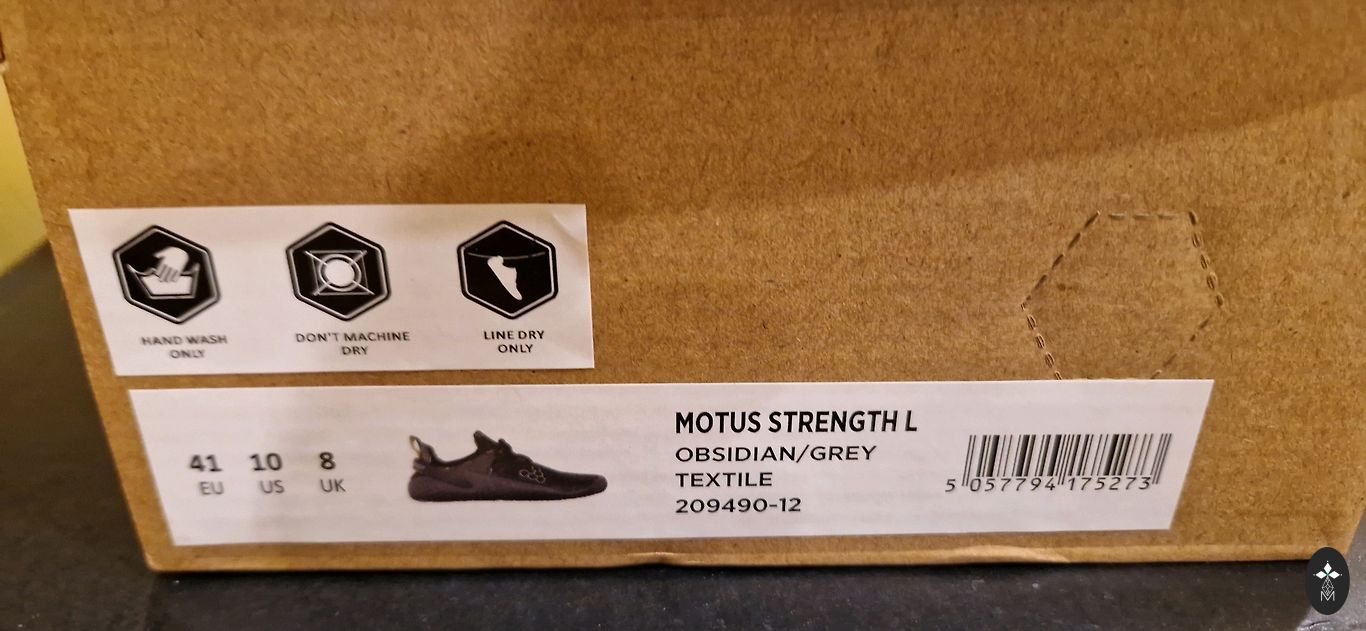 HAND WASH
ONLY
DON'T MACHINE
DRY
LINE DRY
ONLY
41 10 8
EU US UK
MOTUS STRENGTH L
OBSIDIAN/GREY
TEXTILE
209490-12
5 057794 175273
M